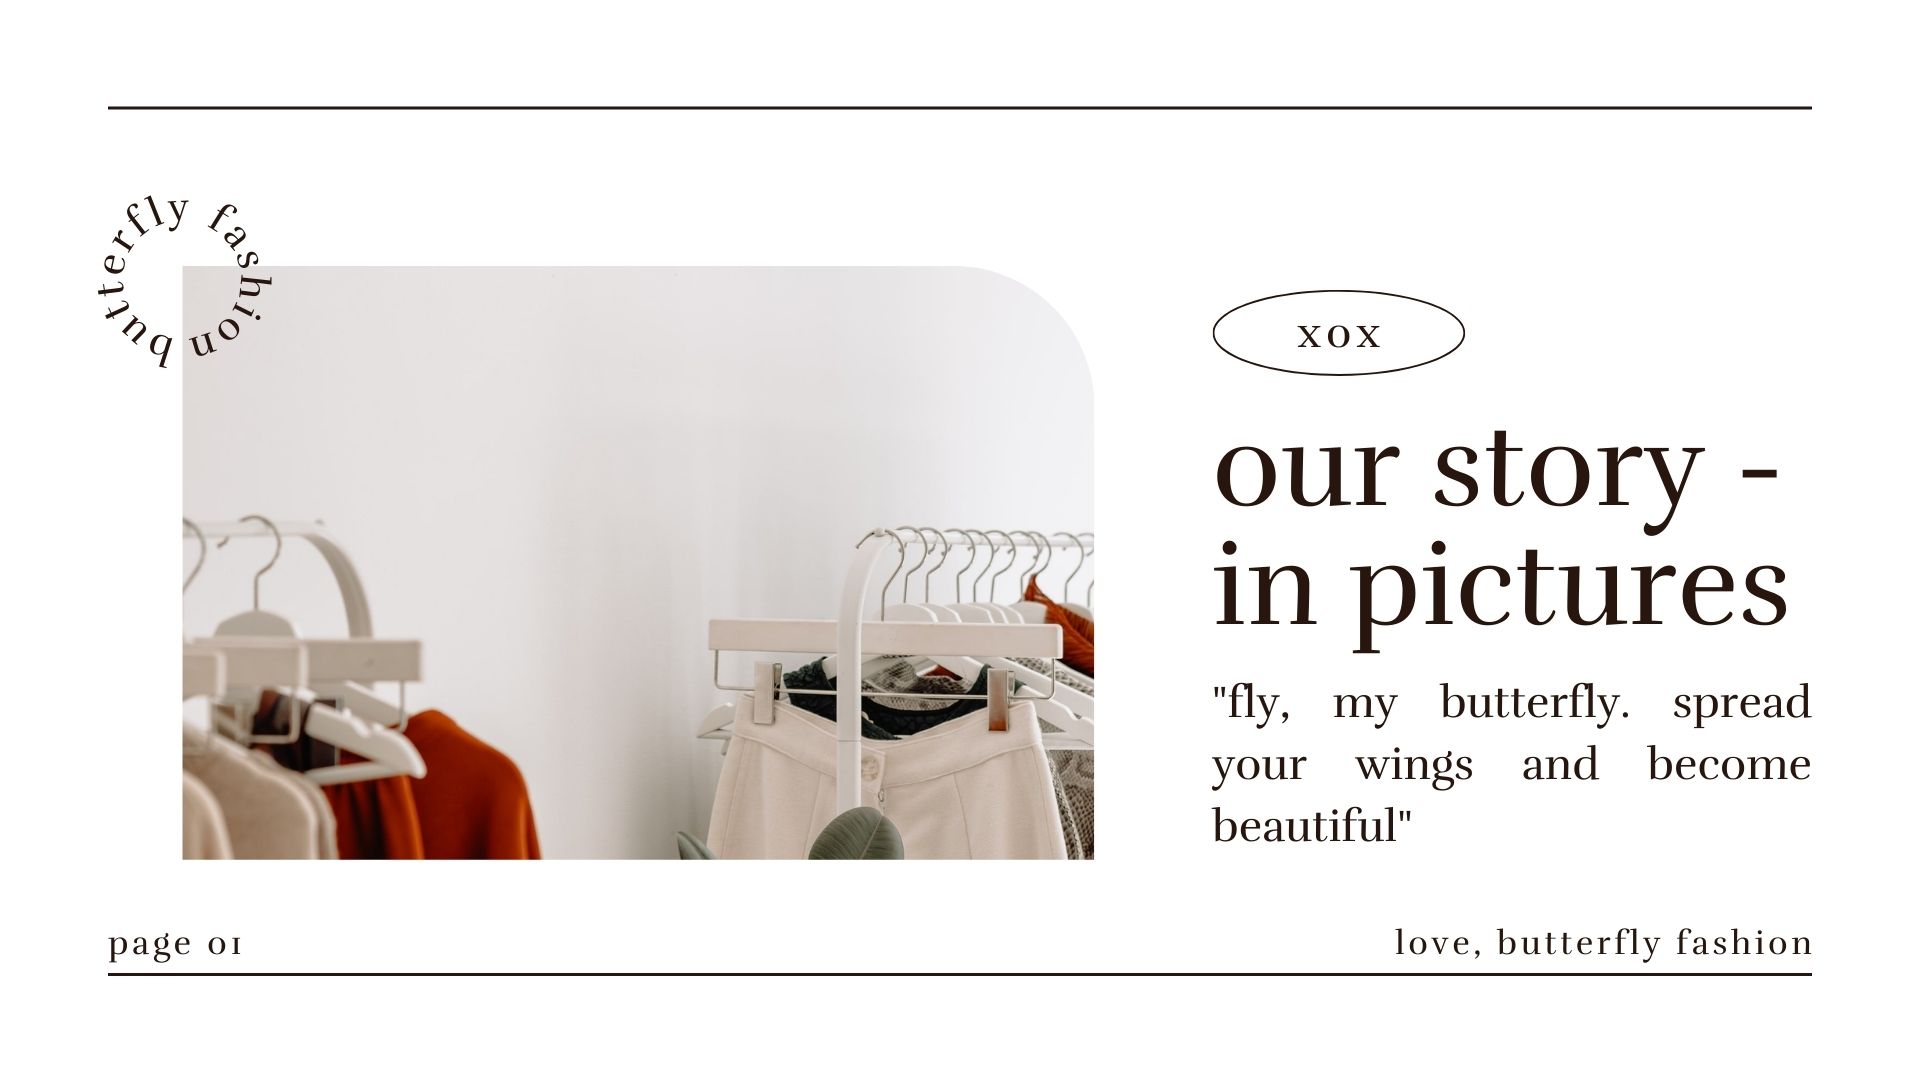 butterfly fashion
xox
our story -
in pictures
"fly, my butterfly. spread
your wings and become
beautiful"
page 01
love, butterfly fashion